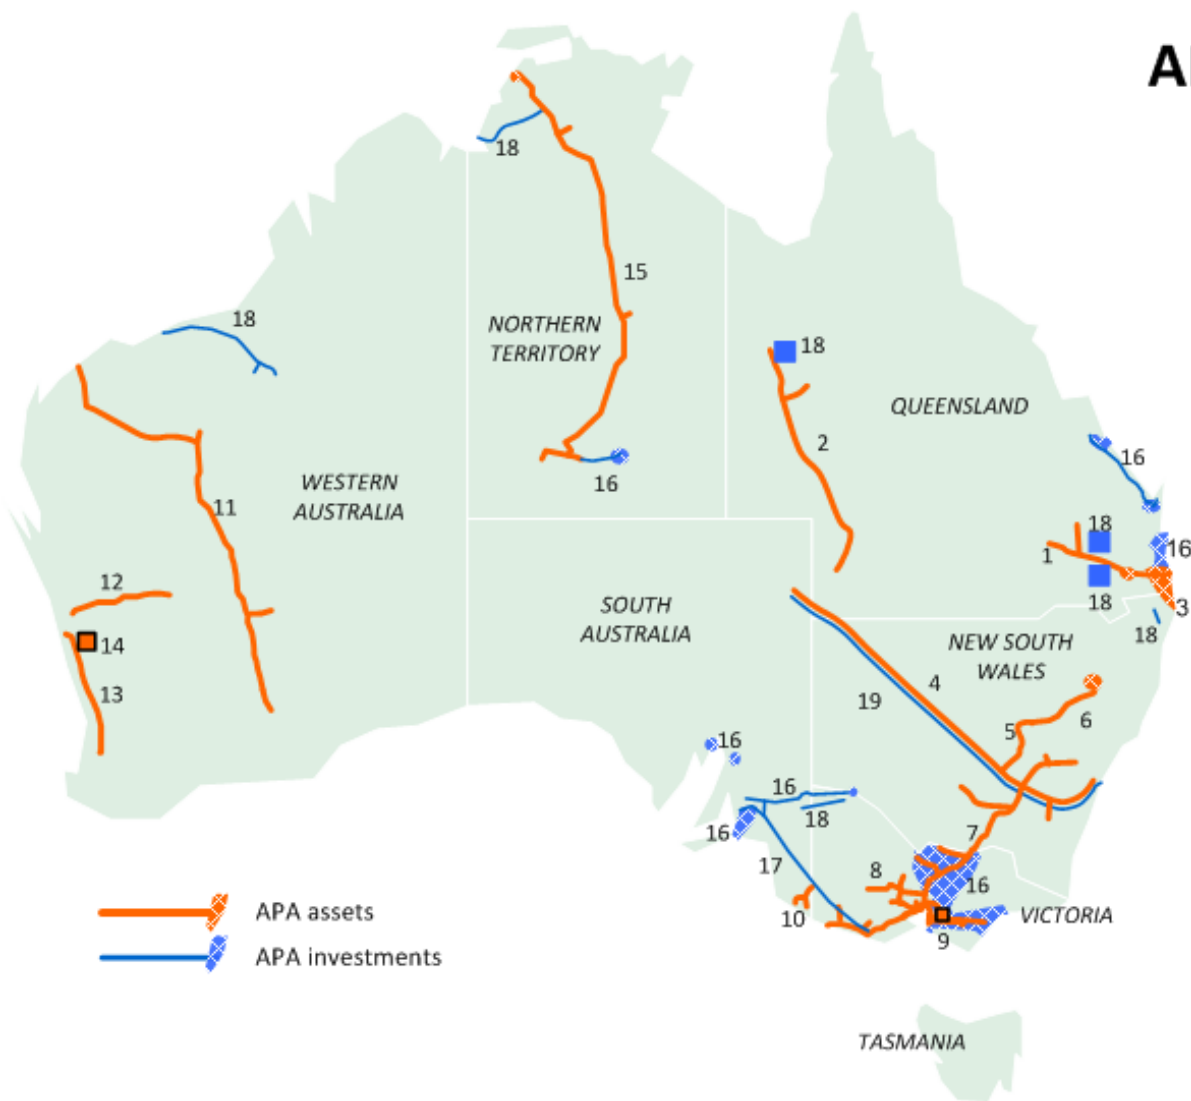 AI
18
15
NORTHERN
TERRITORY
18
18
QUEENSLAND
2
16
16
WESTERN
AUSTRALIA
11
18
1
16
12
18
3
SOUTH
AUSTRALIA
18
14
NEW SOUTH
WALES
13
4
19
6
5
16
16
18
16
7
17
8
16
10
VICTORIA
9
APA assets
APA investments
TASMANIA